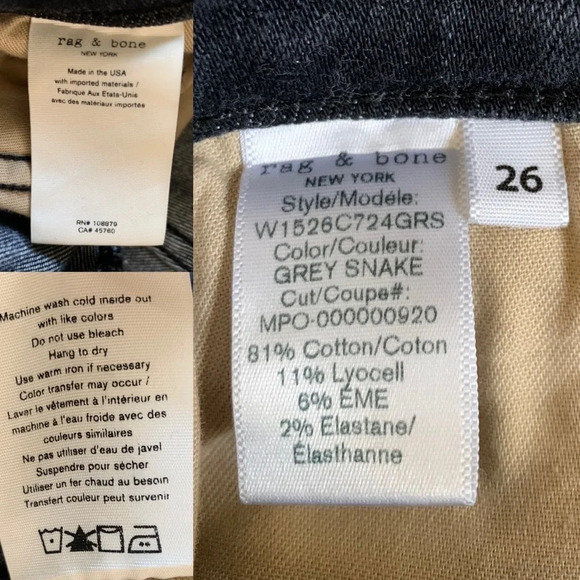 rag & bone
NEW YORK
Made in the USA
with imported materials /
Fabrique Aux Etats-Unis
avec des matériaux importés
RN# 108879
CA# 45760
Machine wash cold inside out
with like colors
Do not use bleach
Hang to dry
Use warm iron if necessary
Color transfer may occur /
Laver le vêtement à l'intérieur en
machine à l'eau froide avec des
couleurs similaires
Ne pas utiliser d'eau de javel
Suspendre pour sécher
Utiliser un fer chaud au besoin
Transfert couleur peut survenir
rag & bone
NEW YORK
Style/Modéle:
W1526C724GRS
Color/Couleur:
GREY SNAKE
Cut/Coupe#:
MPO-000000920
81% Cotton/Coton
11% Lyocell
6% EME
2% Elastane/
Élasthanne
26